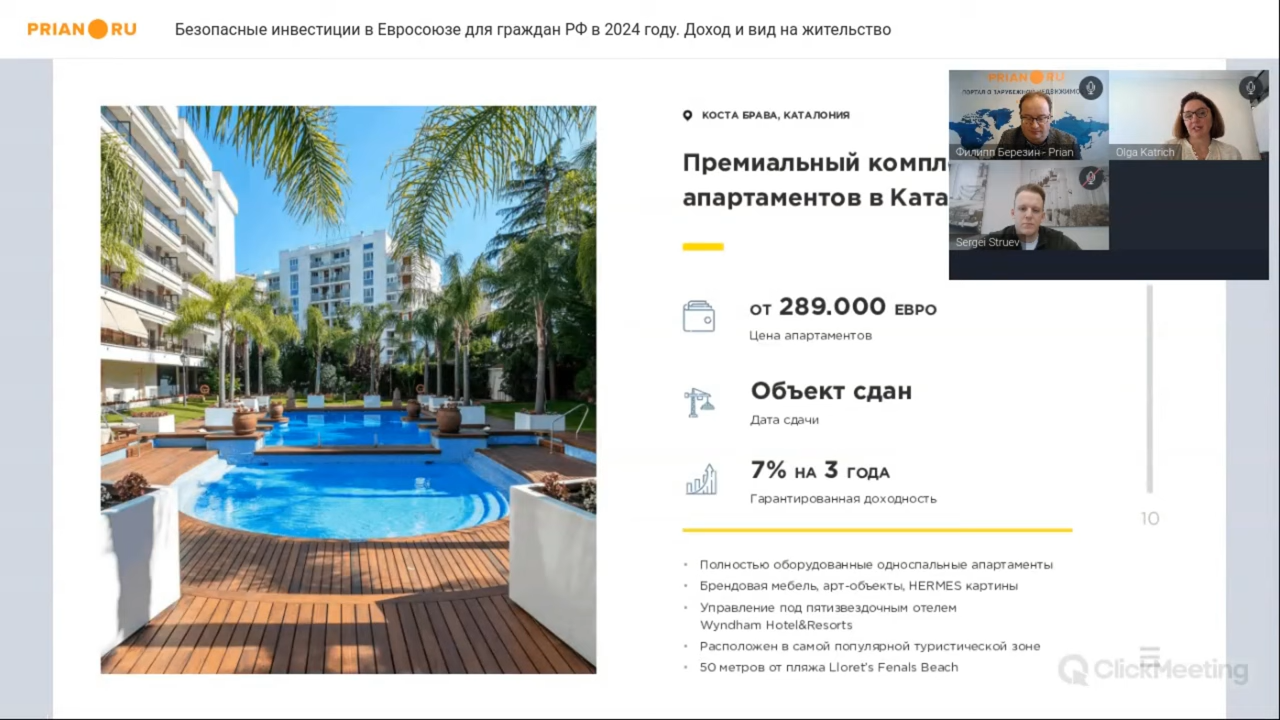 PRIAN RU
Безопасные инвестиции в Евросоюзе для граждан РФ в 2024 году. Доход и вид на жительство
PRIAN RU
ПОРТАЛ О ЗАРУБЕЖНОЙ НЕДВИЖИМОС
Филипп Березин - Prian
Olga Katrich
Sergei Struev
КОСТА БРАВА, КАТАЛОНИЯ
Премиальный компл
апартаментов в Ката
ОТ 289.000 ЕВРО
Цена апартаментов
Объект сдан
Дата сдачи
7% НА 3 ГОДА
Гарантированная доходность
10
• Полностью оборудованные односпальные апартаменты
• Брендовая мебель, арт-объекты, HERMES картины
• Управление под пятизвездочным отелем
Wyndham Hotel&Resorts
• Расположен в самой популярной туристической зоне
• 50 метров от пляжа Lloret's Fenals Beach
ClickMeeting